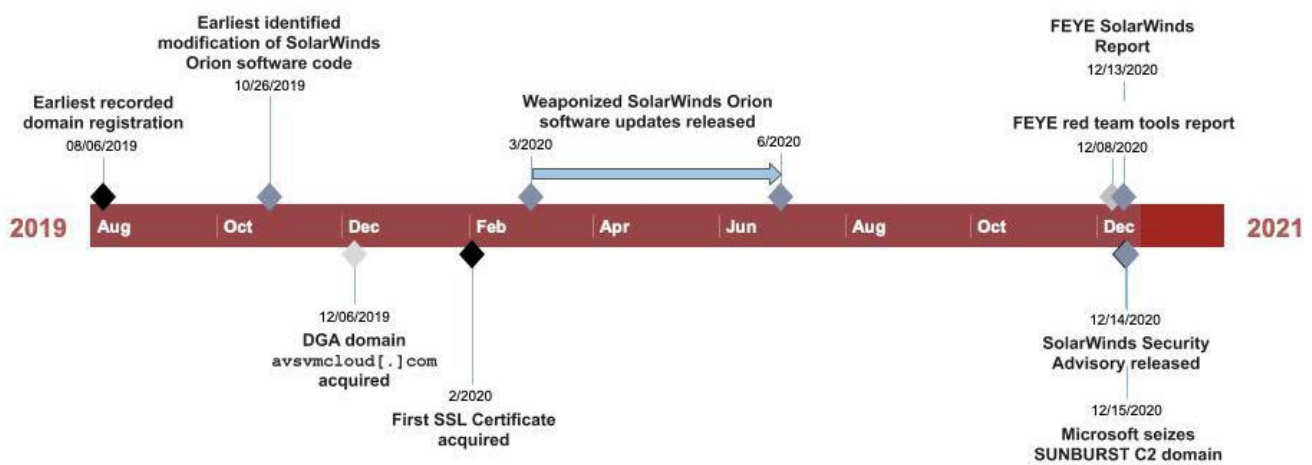 Earliest identified
modification of SolarWinds
Orion software code
10/26/2019
FEYE SolarWinds
Report
12/13/2020
Earliest recorded
domain registration
08/06/2019
Weaponized SolarWinds Orion
software updates released
3/2020
6/2020
FEYE red team tools report
12/08/2020
2019
Aug
Oct
Dec
Feb
Apr
Jun
Aug
Oct
Dec
2021
12/06/2019
DGA domain
avsvmcloud[.]com
acquired
2/2020
First SSL Certificate
acquired
12/14/2020
SolarWinds Security
Advisory released
12/15/2020
Microsoft seizes
SUNBURST C2 domain